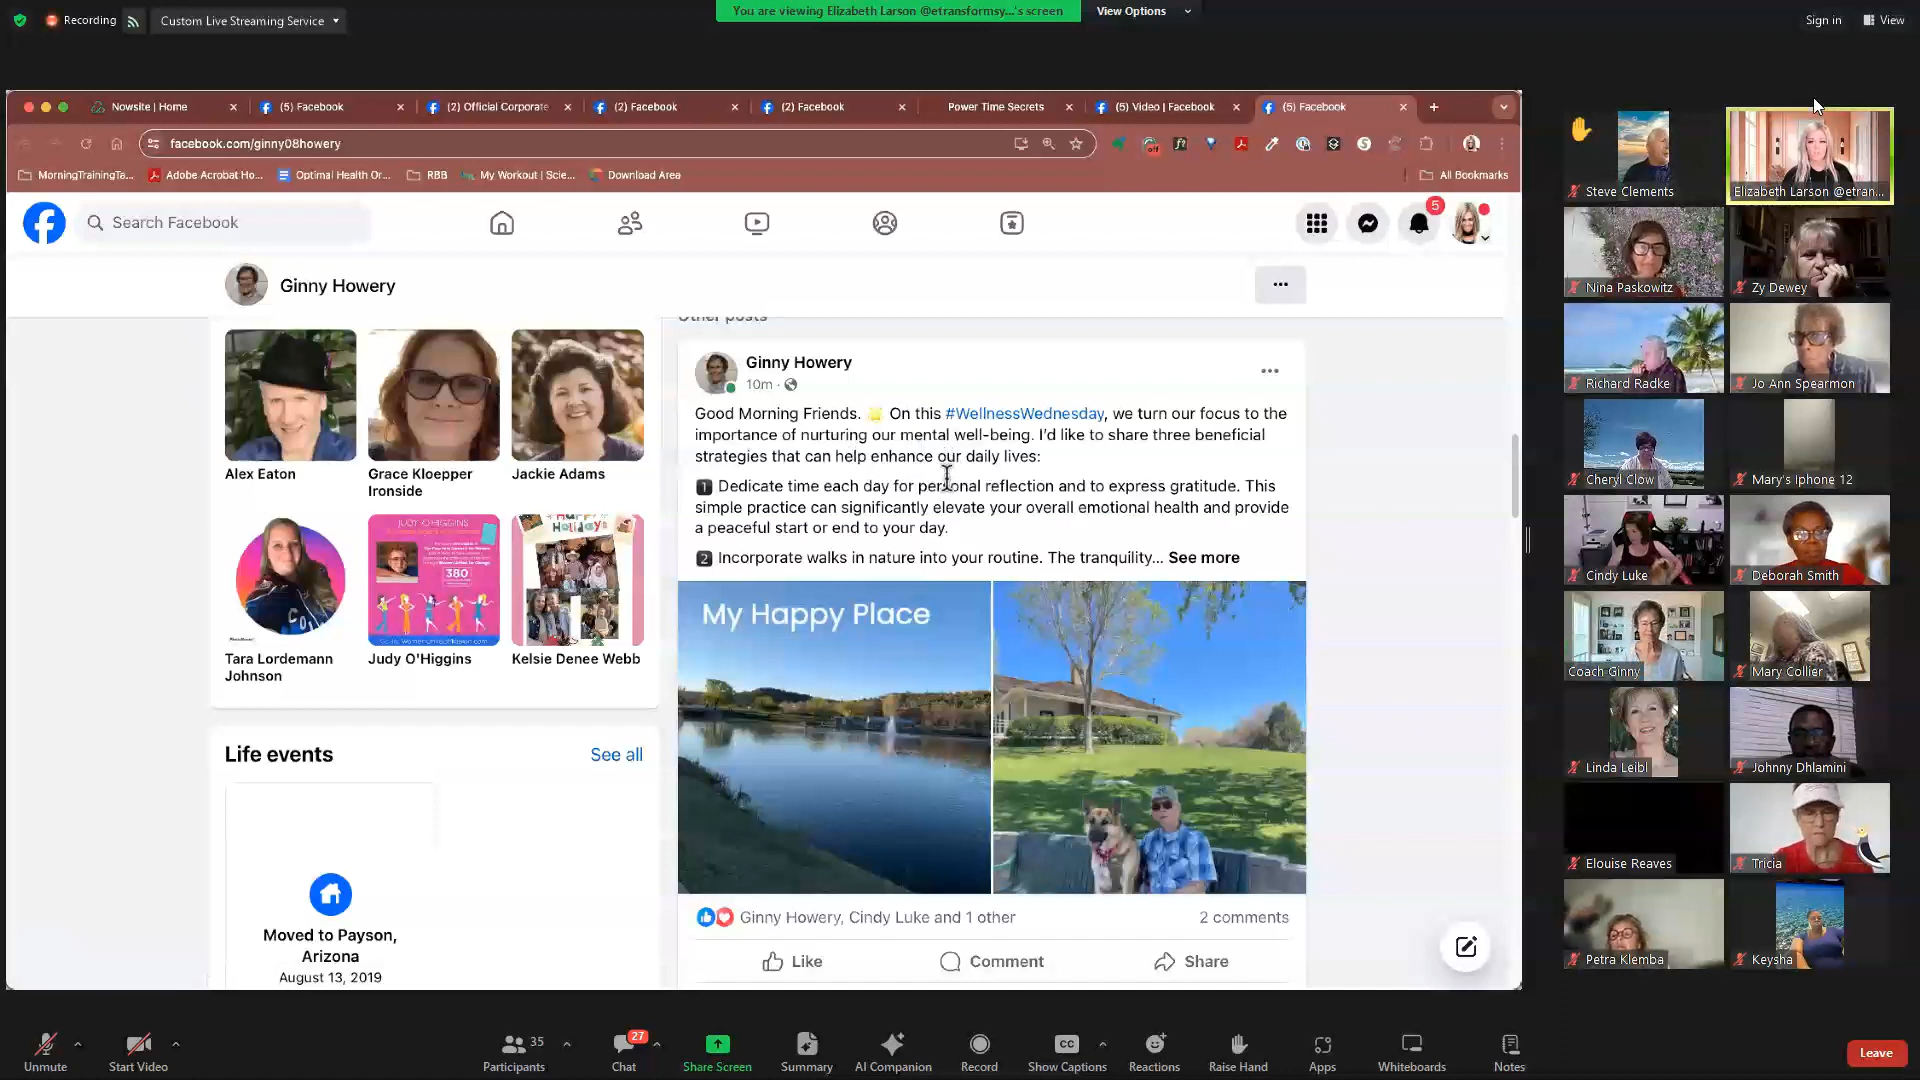 Recording
Custom Live Streaming Service
You are viewing Elizabeth Larson @etransformsy...'s screen
View Options
Sign in
View
Nowsite | Home
(5) Facebook
(2) Official Corporate
(2) Facebook
(2) Facebook
Power Time Secrets
(5) Video | Facebook
(5) Facebook
facebook.com/ginny08howery
MorningTrainingTa...
Adobe Acrobat Ho...
Optimal Health Or...
RBB
My Workout | Scie...
Download Area
All Bookmarks
Search Facebook
5
Ginny Howery
Other posts
Alex Eaton
Grace Kloepper
Ironside
Jackie Adams
JUDY O'HIGGINS
380
Holidays
Tara Lordemann
Johnson
Judy O'Higgins
Kelsie Denee Webb
Life events
See all
Moved to Payson,
Arizona
August 13, 2019
Ginny Howery
10m
Good Morning Friends. 🌟 On this #WellnessWednesday, we turn our focus to the
importance of nurturing our mental well-being. I'd like to share three beneficial
strategies that can help enhance our daily lives:
1 Dedicate time each day for personal reflection and to express gratitude. This
simple practice can significantly elevate your overall emotional health and provide
a peaceful start or end to your day.
2 Incorporate walks in nature into your routine. The tranquility... See more
My Happy Place
Ginny Howery, Cindy Luke and 1 other
2 comments
Like
Comment
Share
Steve Clements
Elizabeth Larson @etran...
Nina Paskowitz
Zy Dewey
Richard Radke
Jo Ann Spearmon
Cheryl Clow
Mary's Iphone 12
Cindy Luke
Deborah Smith
Coach Ginny
Mary Collier
Linda Leibl
Johnny Dhlamini
Elouise Reaves
Tricia
Petra Klemba
Keysha
Unmute
Start Video
35
Participants
27
Chat
Share Screen
Summary
AI Companion
Record
CC
Show Captions
Reactions
Raise Hand
Apps
Whiteboards
Notes
Leave